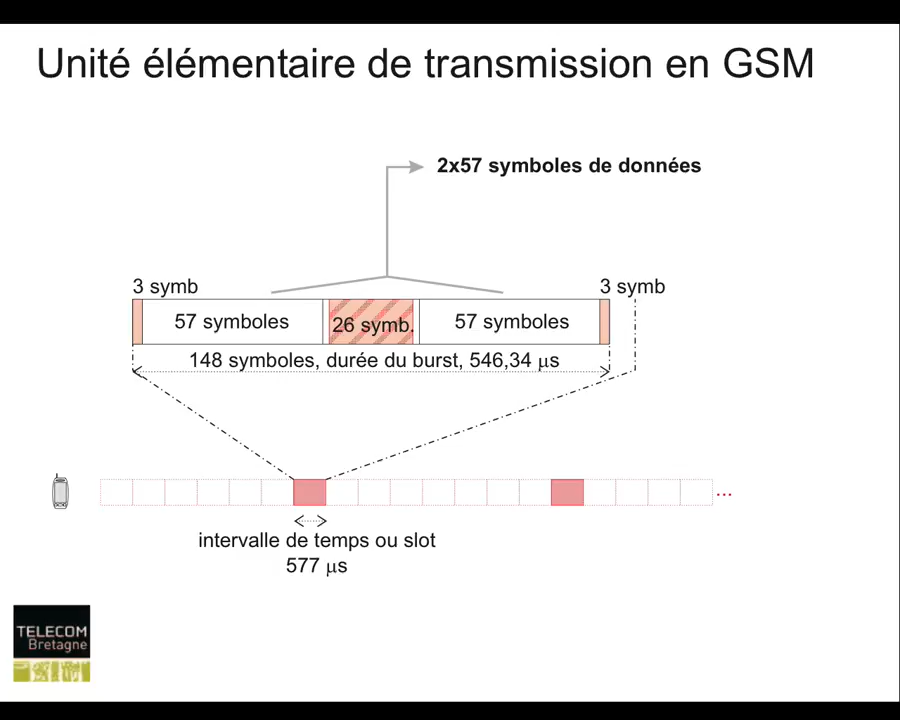 Unité élémentaire de transmission en GSM
2x57 symboles de données
3 symb
3 symb
57 symboles
26 symb.
57 symboles
148 symboles, durée du burst, 546,34 µs
...
intervalle de temps ou slot
577 µs
TELECOM
Bretagne